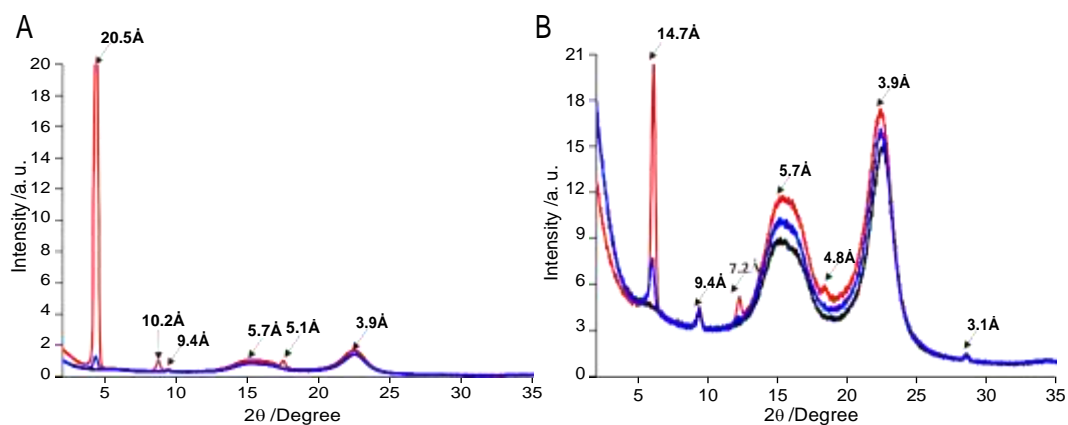 A
20.5Å
20
18
16
14
12
10
8
6
4
2
0
Intensity /a. u.
10.2Å
9.4Å
5.7Å
5.1Å
3.9Å
5
10
15
20
25
30
35
2θ /Degree
B
14.7Å
21
18
15
12
9
6
3
0
Intensity /a. u.
9.4Å
7.2
5.7Å
4.8Å
3.9Å
3.1Å
5
10
15
20
25
30
35
2θ /Degree